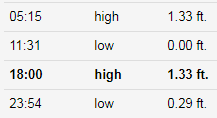 05:15 high 1.33 ft.
11:31 low 0.00 ft.
18:00 high 1.33 ft.
23:54 low 0.29 ft.